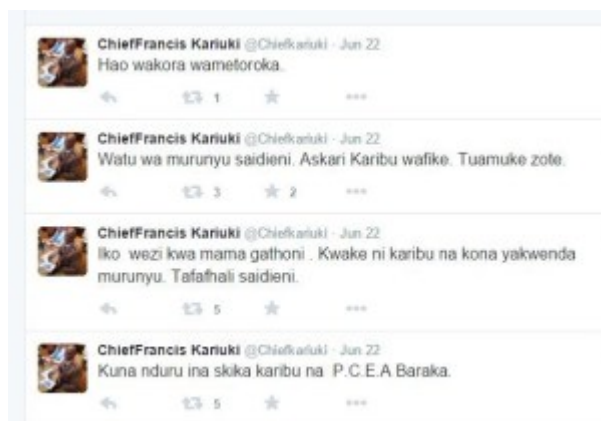 ChiefFrancis Kariuki @Chiefkariuki · Jun 22
Hao wakora wametoroka.
1
ChiefFrancis Kariuki @Chiefkariuki · Jun 22
Watu wa murunyu saidieni. Askari Karibu wafike. Tuamuke zote.
3 2
ChiefFrancis Kariuki @Chiefkariuki · Jun 22
Iko wezi kwa mama gathoni . Kwake ni karibu na kona yakwenda
murunyu. Tafafhali saidieni.
5
ChiefFrancis Kariuki @Chiefkariuki · Jun 22
Kuna nduru ina skika karibu na P.C.E.A Baraka.
5